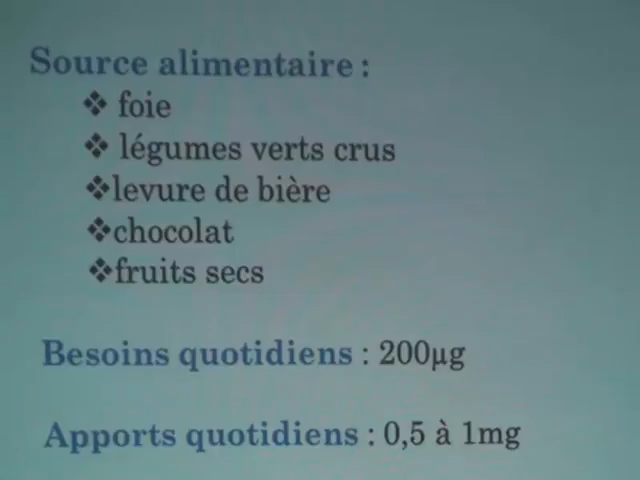 Source alimentaire :
❖ foie
❖ légumes verts crus
❖levure de bière
❖chocolat
❖fruits secs
Besoins quotidiens : 200µg
Apports quotidiens : 0,5 à 1mg